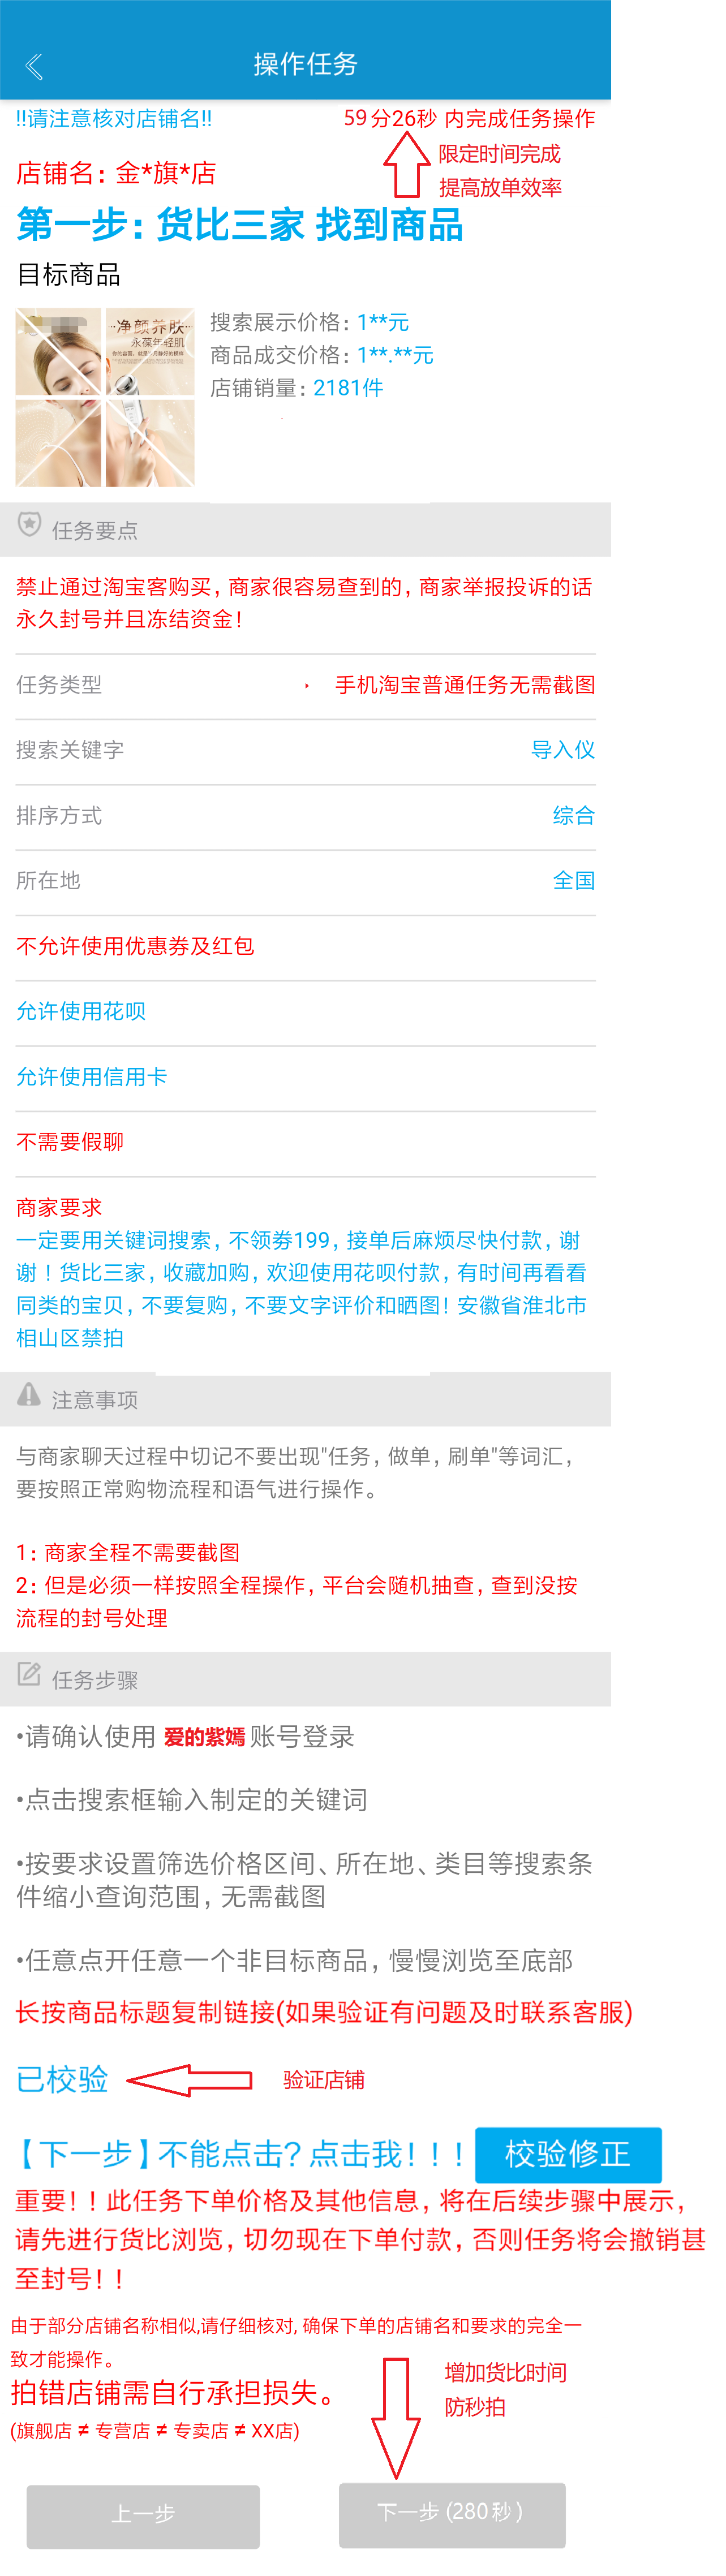 操作任务
!!请注意核对店铺名!!
59分26秒 内完成任务操作
限定时间完成
提高放单效率
店铺名: 金*旗*店
第一步: 货比三家 找到商品
目标商品
净颜养肤
永葆年轻肌
搜索展示价格: 1**元
商品成交价格: 1**.**元
店铺销量: 2181件
任务要点
禁止通过淘宝客购买, 商家很容易查到的, 商家举报投诉的话
永久封号并且冻结资金!
任务类型
手机淘宝普通任务无需截图
搜索关键字
导入仪
排序方式
综合
所在地
全国
不允许使用优惠券及红包
允许使用花呗
允许使用信用卡
不需要假聊
商家要求
一定要用关键词搜索, 不领券199, 接单后麻烦尽快付款, 谢
谢! 货比三家, 收藏加购, 欢迎使用花呗付款, 有时间再看看
同类的宝贝, 不要复购, 不要文字评价和晒图! 安徽省淮北市
相山区禁拍
注意事项
与商家聊天过程中切记不要出现"任务, 做单, 刷单"等词汇,
要按照正常购物流程和语气进行操作。
1: 商家全程不需要截图
2: 但是必须一样按照全程操作, 平台会随机抽查, 查到没按
流程的封号处理
任务步骤
•请确认使用 爱的紫嫣 账号登录
•点击搜索框输入制定的关键词
•按要求设置筛选价格区间、所在地、类目等搜索条
件缩小查询范围, 无需截图
•任意点开任意一个非目标商品, 慢慢浏览至底部
长按商品标题复制链接(如果验证有问题及时联系客服)
已校验
验证店铺
【下一步】不能点击? 点击我!!!
校验修正
重要!! 此任务下单价格及其他信息, 将在后续步骤中展示,
请先进行货比浏览, 切勿现在下单付款, 否则任务将会撤销甚
至封号!!
由于部分店铺名称相似,请仔细核对, 确保下单的店铺名和要求的完全一
致才能操作。
拍错店铺需自行承担损失。
(旗舰店 ≠ 专营店 ≠ 专卖店 ≠ XX店)
增加货比时间
防秒拍
上一步
下一步 (280秒)